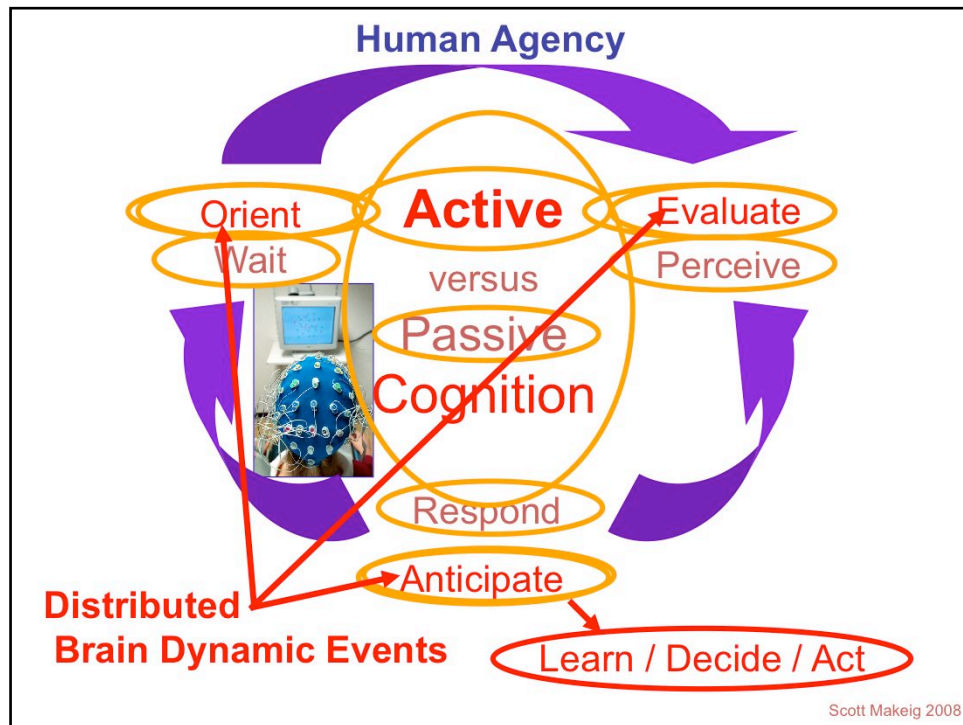 Human Agency
Orient
Active
Evaluate
Wait
versus
Perceive
Passive
Cognition
Respond
Anticipate
Distributed
Brain Dynamic Events
Learn / Decide / Act
Scott Makeig 2008